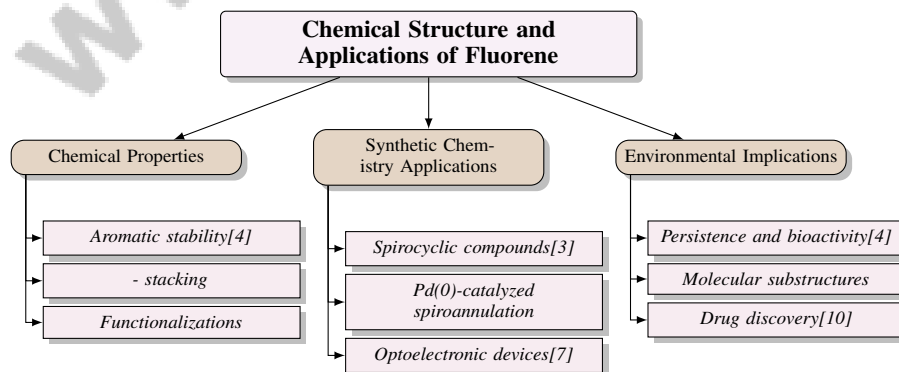 Chemical Structure and
Applications of Fluorene
Chemical Properties
Aromatic stability[4]
- stacking
Functionalizations
Synthetic Chem-
istry Applications
Spirocyclic compounds[3]
Pd(0)-catalyzed
spiroannulation
Optoelectronic devices[7]
Environmental Implications
Persistence and bioactivity[4]
Molecular substructures
Drug discovery[10]